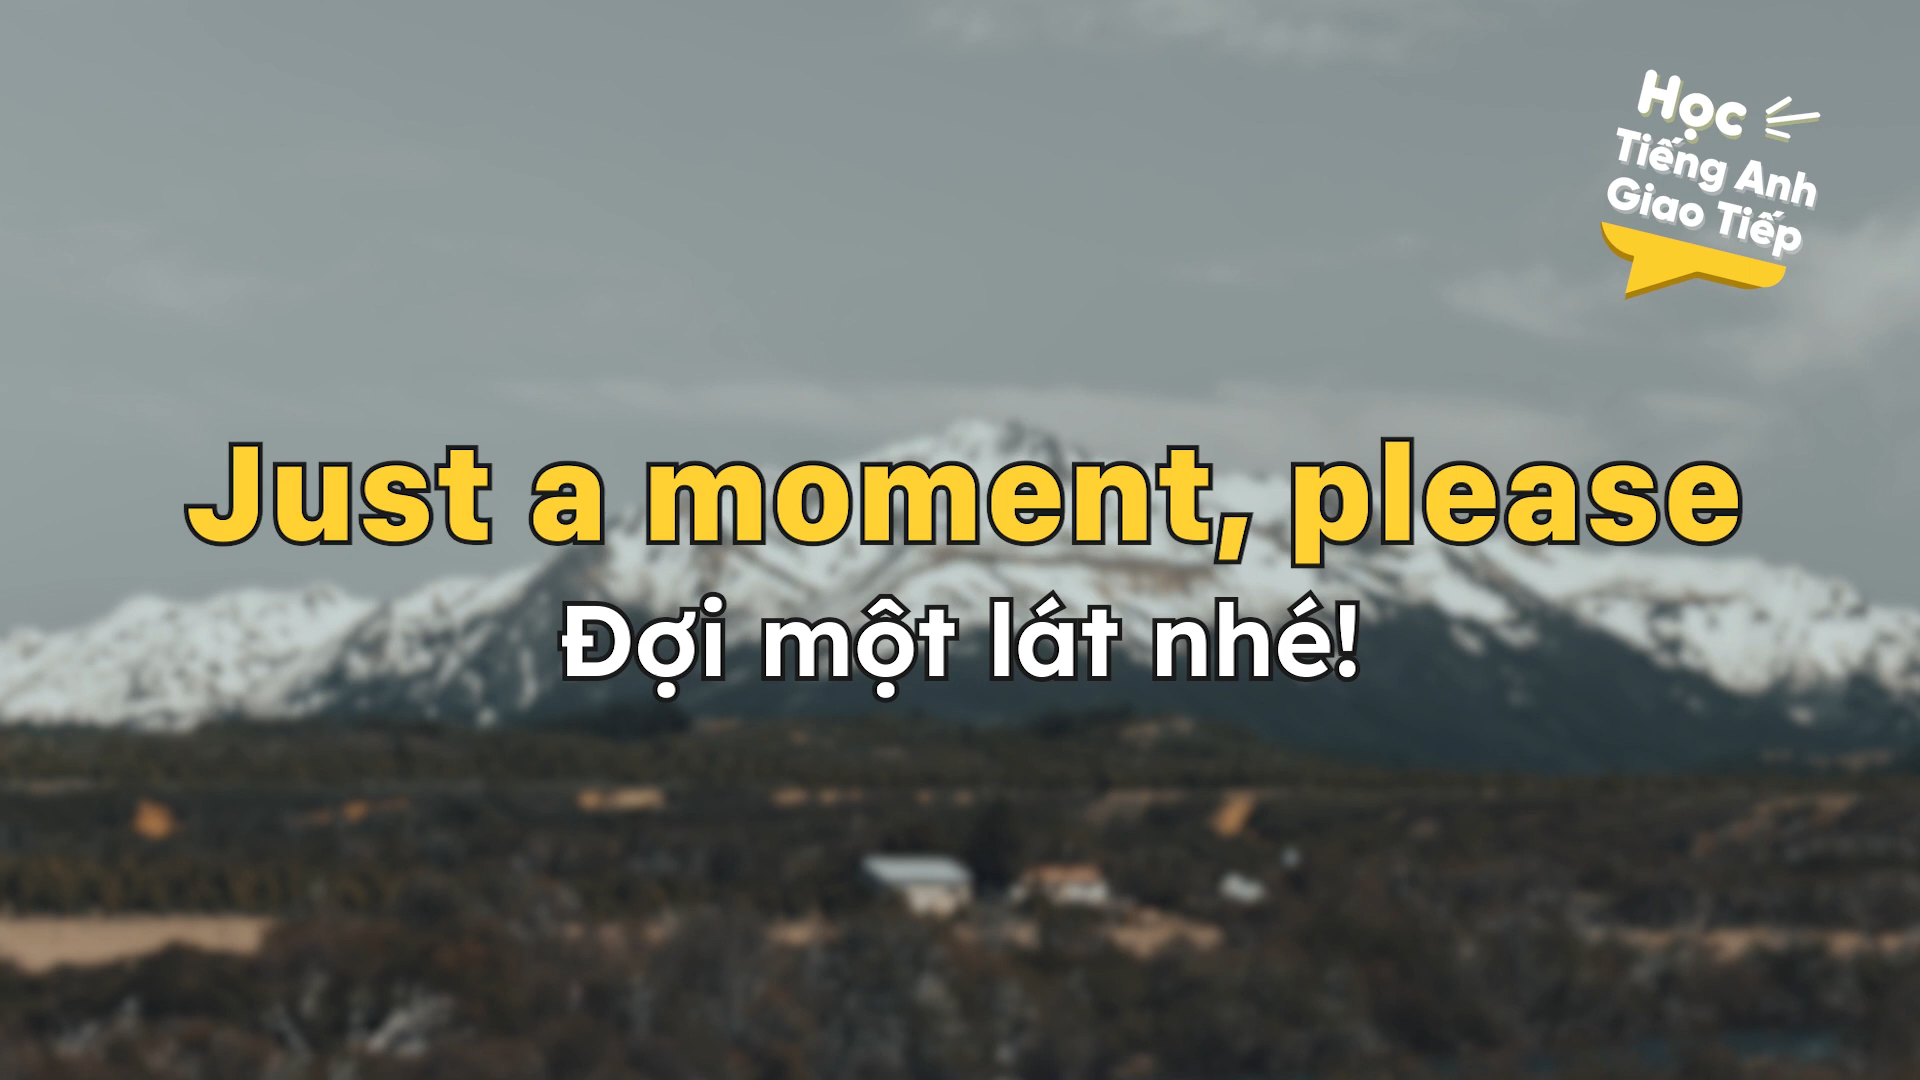 Học
Tiếng Anh
Giao Tiếp
Just a moment, please
Đợi một lát nhé!